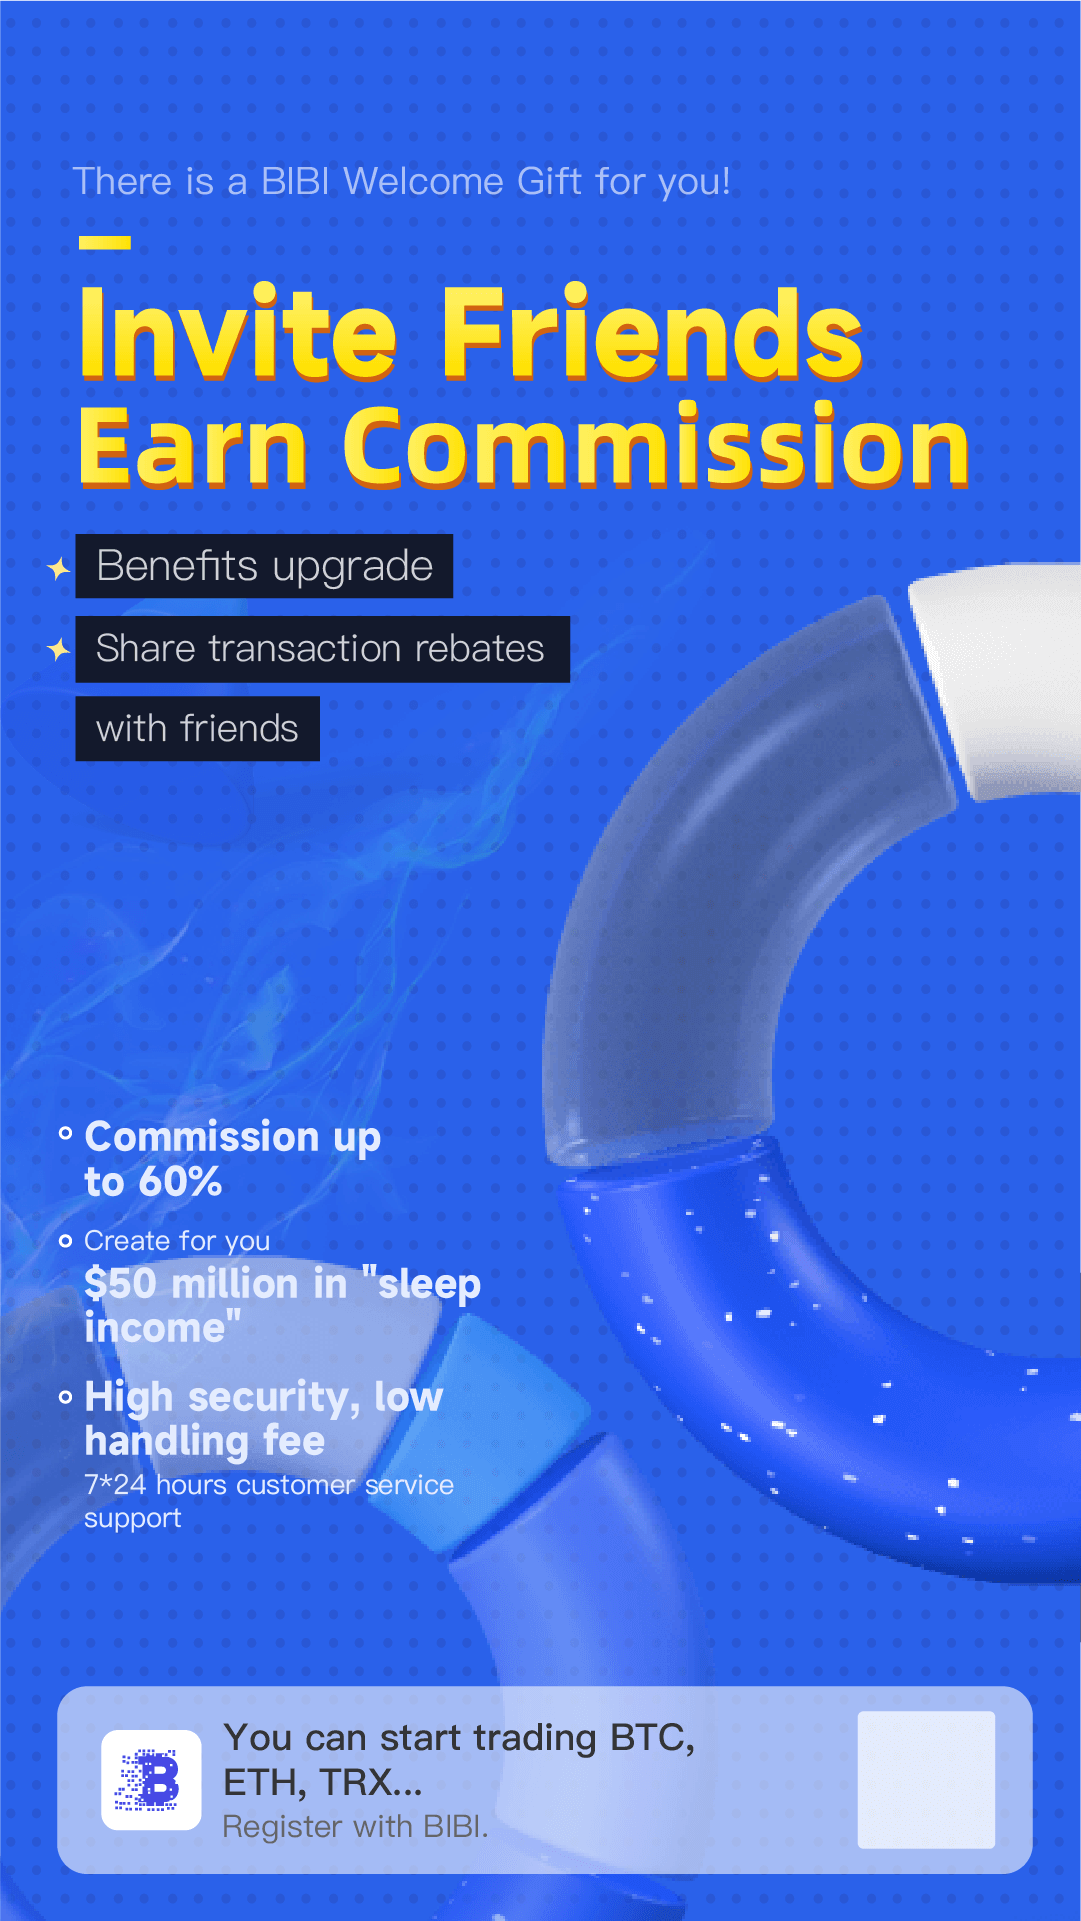 There is a BIBI Welcome Gift for you!
Invite Friends
Earn Commission
Benefits upgrade
Share transaction rebates
with friends
Commission up
to 60%
Create for you
$50 million in "sleep
income"
High security, low
handling fee
7*24 hours customer service
support
You can start trading BTC,
ETH, TRX...
Register with BIBI.